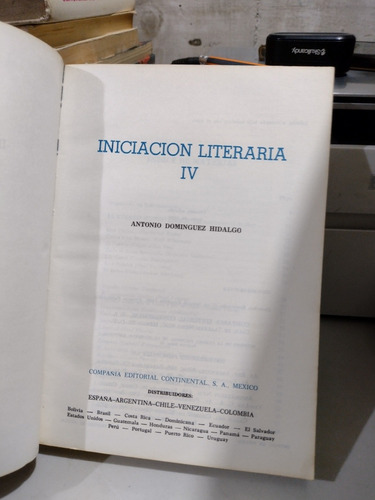 Skullcandy
INICIACION LITERARIA
IV
ANTONIO DOMINGUEZ HIDALGO
COMPAÑIA EDITORIAL CONTINENTAL, S. A., MEXICO
DISTRIBUIDORES:
ESPAÑA—ARGENTINA—CHILE—VENEZUELA—COLOMBIA
Bolivia — Brasil — Costa Rica — Dominicana — Ecuador — El Salvador
Estados Unidos — Guatemala — Honduras — Nicaragua — Panamá — Paraguay
Perú — Portugal — Puerto Rico — Uruguay